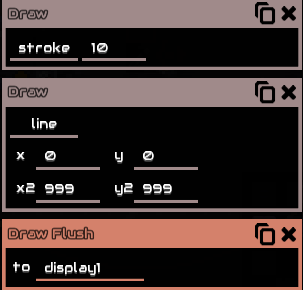 Draw
stroke 10
Draw
line
x 0 y 0
x2 999 y2 999
Draw Flush
to display1